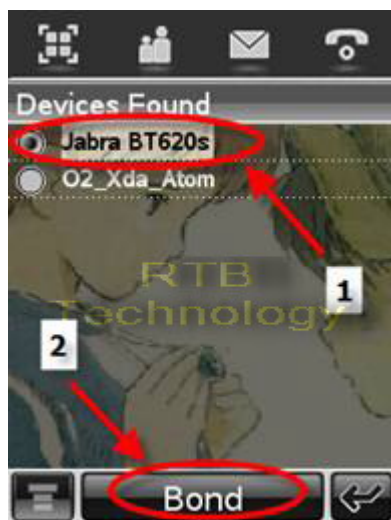 Devices Found
Jabra BT620s
O2_Xda_Atom
RTB
Technology
1
2
Bond